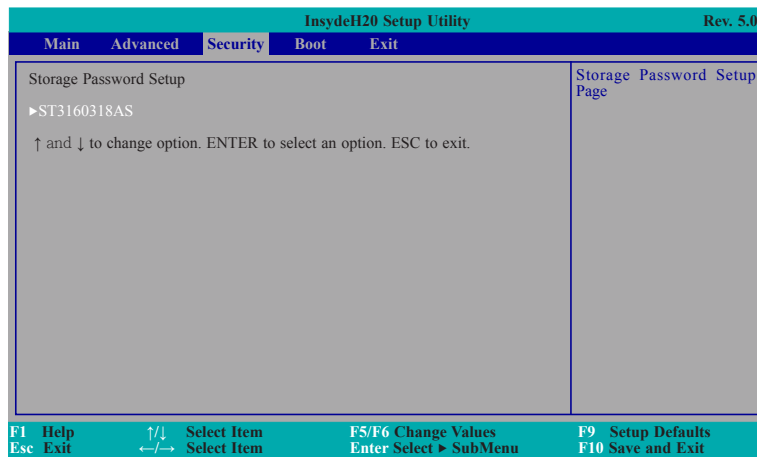 InsydeH20 Setup Utility Rev. 5.0
Main Advanced Security Boot Exit
Storage Password Setup
►ST3160318AS
↑ and ↓ to change option. ENTER to select an option. ESC to exit.
Storage Password Setup
Page
F1 Help ↑/↓ Select Item F5/F6 Change Values F9 Setup Defaults
Esc Exit ←/→ Select Item Enter Select ► SubMenu F10 Save and Exit